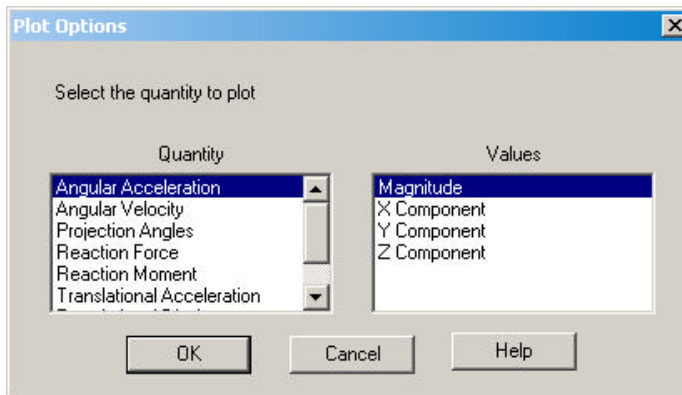 Plot Options
Select the quantity to plot
Quantity
Angular Acceleration
Angular Velocity
Projection Angles
Reaction Force
Reaction Moment
Translational Acceleration
Values
Magnitude
X Component
Y Component
Z Component
OK
Cancel
Help